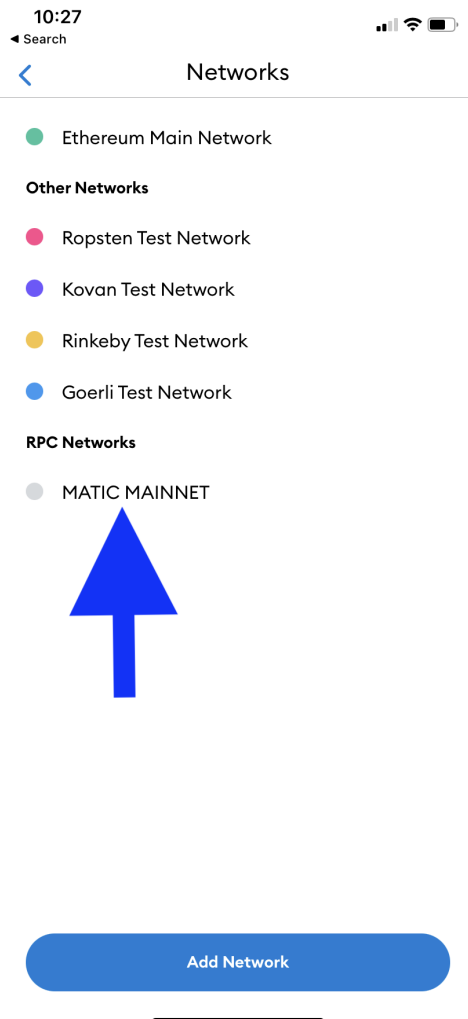 10:27
◀ Search
Networks
Ethereum Main Network
Other Networks
Ropsten Test Network
Kovan Test Network
Rinkeby Test Network
Goerli Test Network
RPC Networks
MATIC MAINNET
Add Network